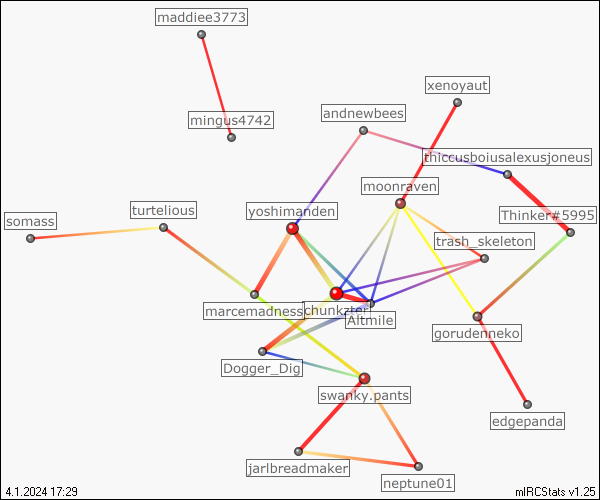 maddiee3773
mingus4742
xenoyaut
andnewbees
thiccusboiusalexusjoneus
moonraven
somass
turtelious
yoshimanden
Thinker#5995
trash_skeleton
marcemadness
chunkzter
Altmile
gorudenneko
Dogger_Dig
swanky.pants
edgepanda
jarlbreadmaker
neptune01
4.1.2024 17:29
mIRCStats v1.25